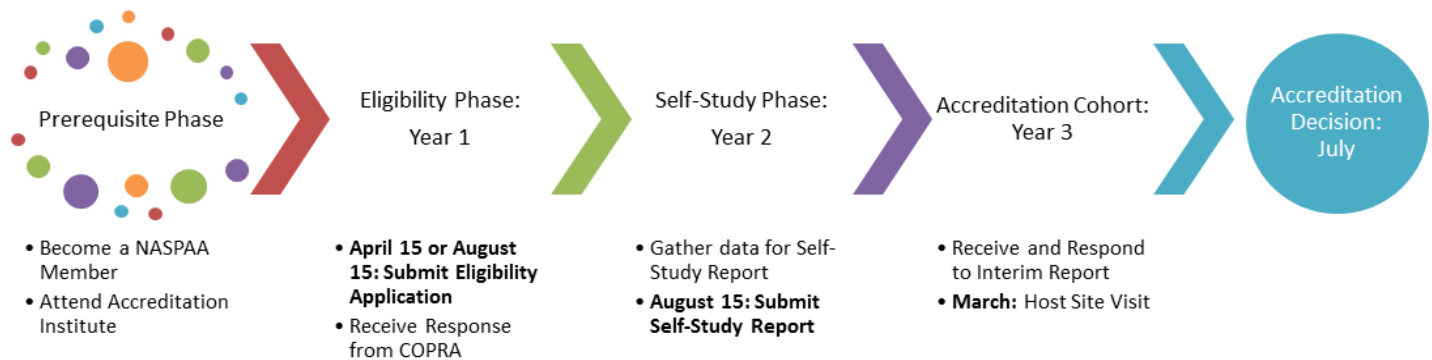 Prerequisite Phase
Eligibility Phase:
Year 1
Self-Study Phase:
Year 2
Accreditation Cohort:
Year 3
Accreditation
Decision:
July
• Become a NASPAA
Member
• Attend Accreditation
Institute
• April 15 or August
15: Submit Eligibility
Application
• Receive Response
from COPRA
• Gather data for Self-
Study Report
• August 15: Submit
Self-Study Report
• Receive and Respond
to Interim Report
• March: Host Site Visit